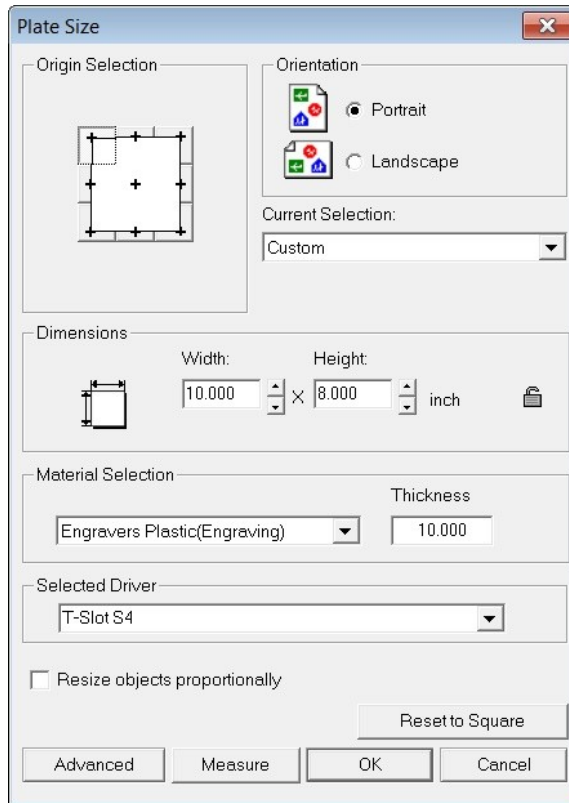 Plate Size
Origin Selection
Orientation
Portrait
Landscape
Current Selection:
Custom
Dimensions
Width:
Height:
10.000
X
8.000
inch
Material Selection
Thickness
Engravers Plastic(Engraving)
10.000
Selected Driver
T-Slot S4
Resize objects proportionally
Reset to Square
Advanced
Measure
OK
Cancel